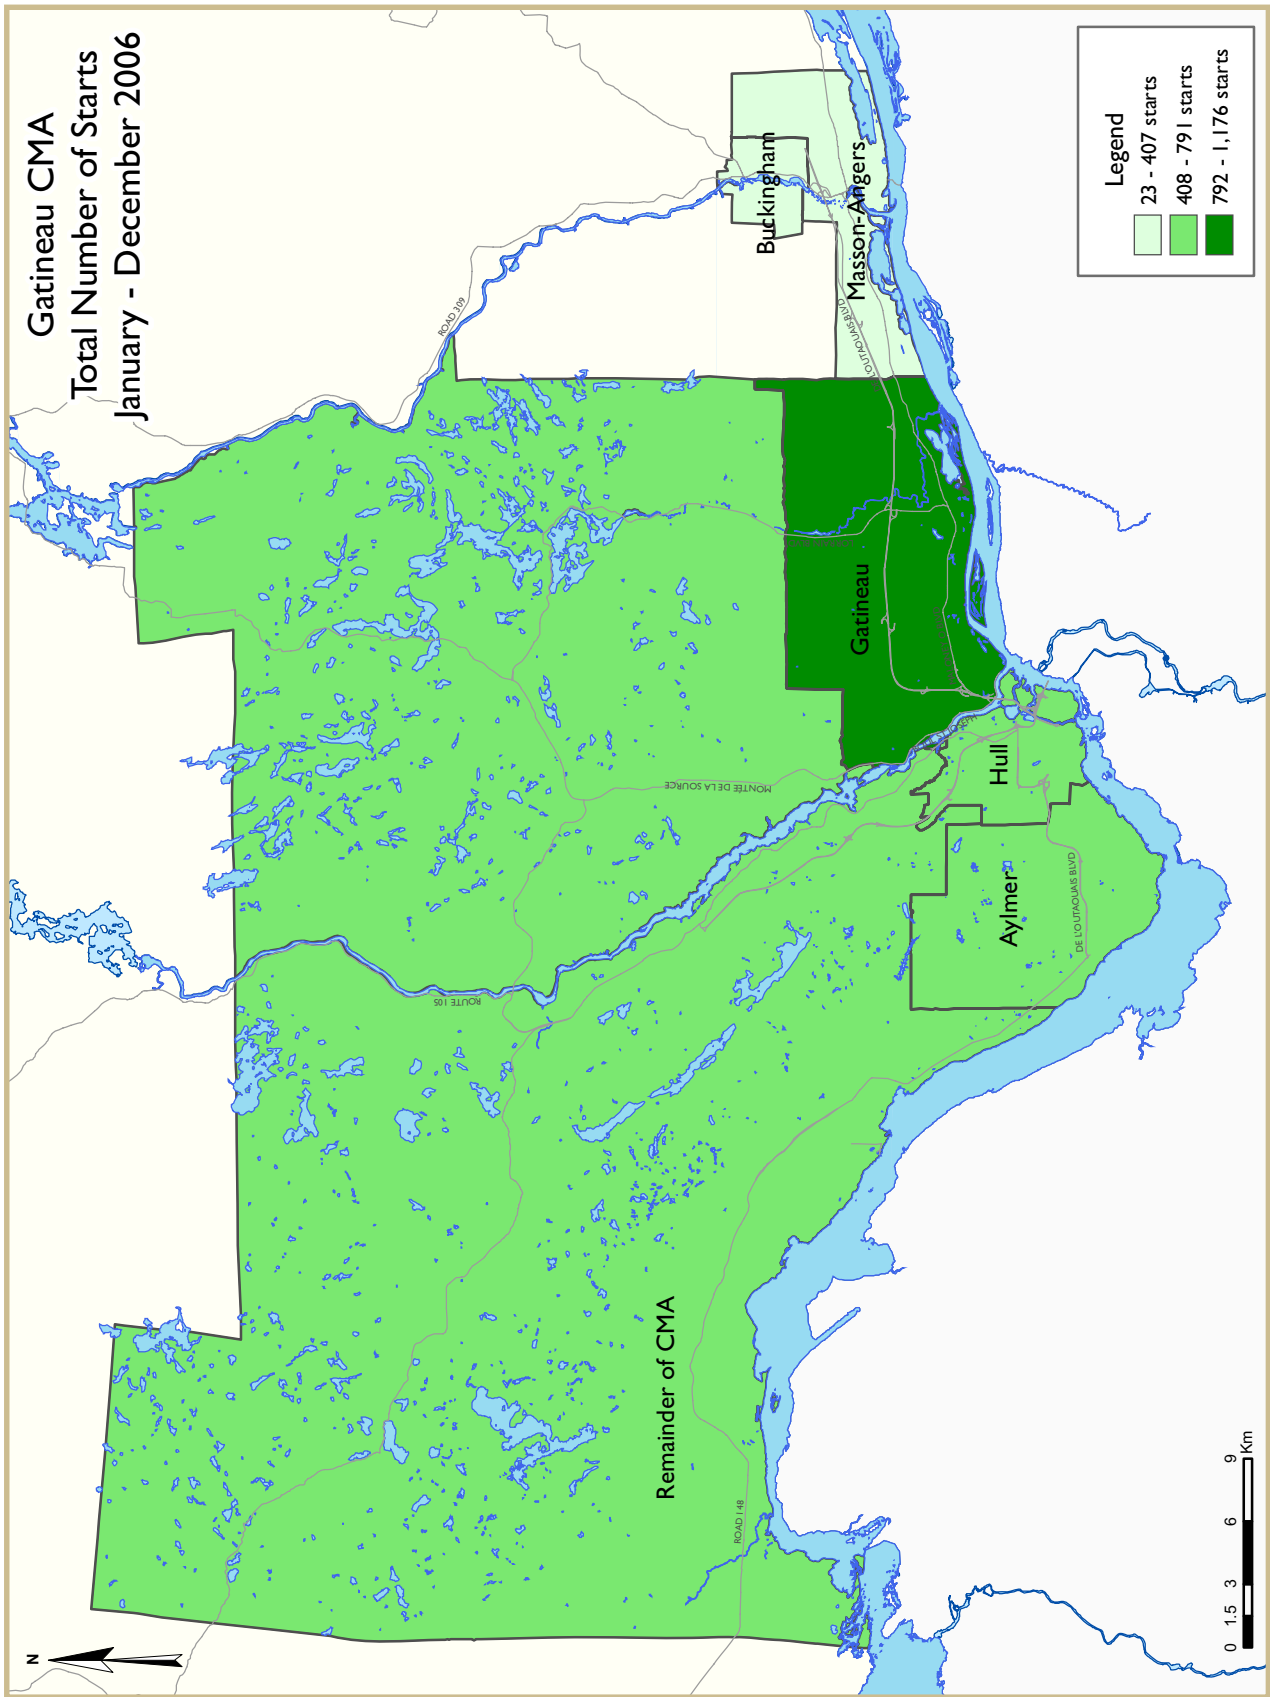 Gatineau CMA
Total Number of Starts
January - December 2006
N
ROAD 309
Buckingham
Masson-Angers
L'OUTAOUAIS BLVD
Gatineau
MONTÉE DE LA SOURCE
Hull
Aylmer
DE L'OUTAOUAIS BLVD
ROUTE 105
Remainder of CMA
ROAD 148
Legend
23 - 407 starts
408 - 791 starts
792 - 1,176 starts
0 1.5 3 6 9
Km